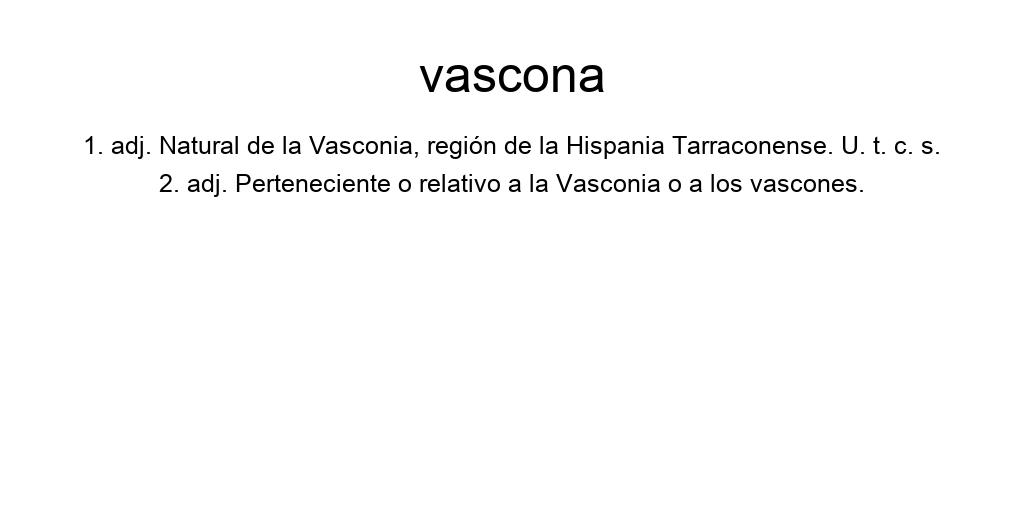 vascona
1. adj. Natural de la Vasconia, región de la Hispania Tarraconense. U. t. c. s.
2. adj. Perteneciente o relativo a la Vasconia o a los vascones.